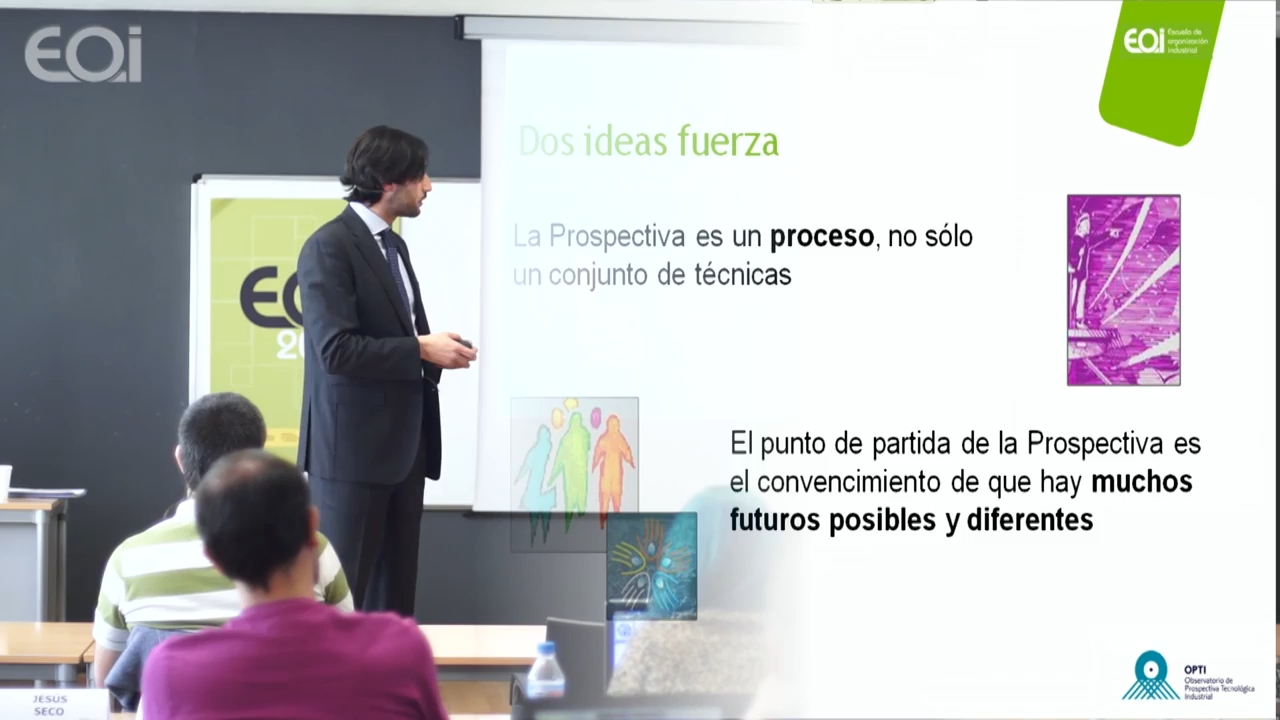 EOi
EOi
Escuela de
organización
industrial
Dos ideas fuerza
La Prospectiva es un proceso, no sólo
un conjunto de técnicas
El punto de partida de la Prospectiva es
el convencimiento de que hay muchos
futuros posibles y diferentes
OPTI
Observatorio de
Prospectiva Tecnológica
Industrial
JESÚS
SECO